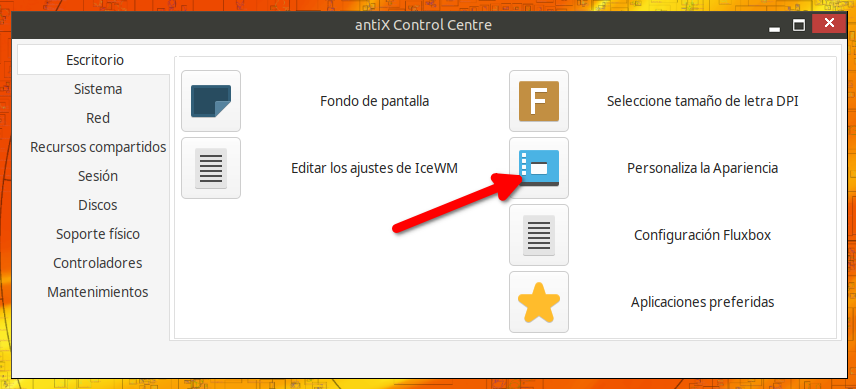 antiX Control Centre
Escritorio
Sistema
Red
Recursos compartidos
Sesión
Discos
Soporte físico
Controladores
Mantenimientos
Fondo de pantalla
F
Seleccione tamaño de letra DPI
Editar los ajustes de IceWM
Personaliza la Apariencia
Configuración Fluxbox
Aplicaciones preferidas